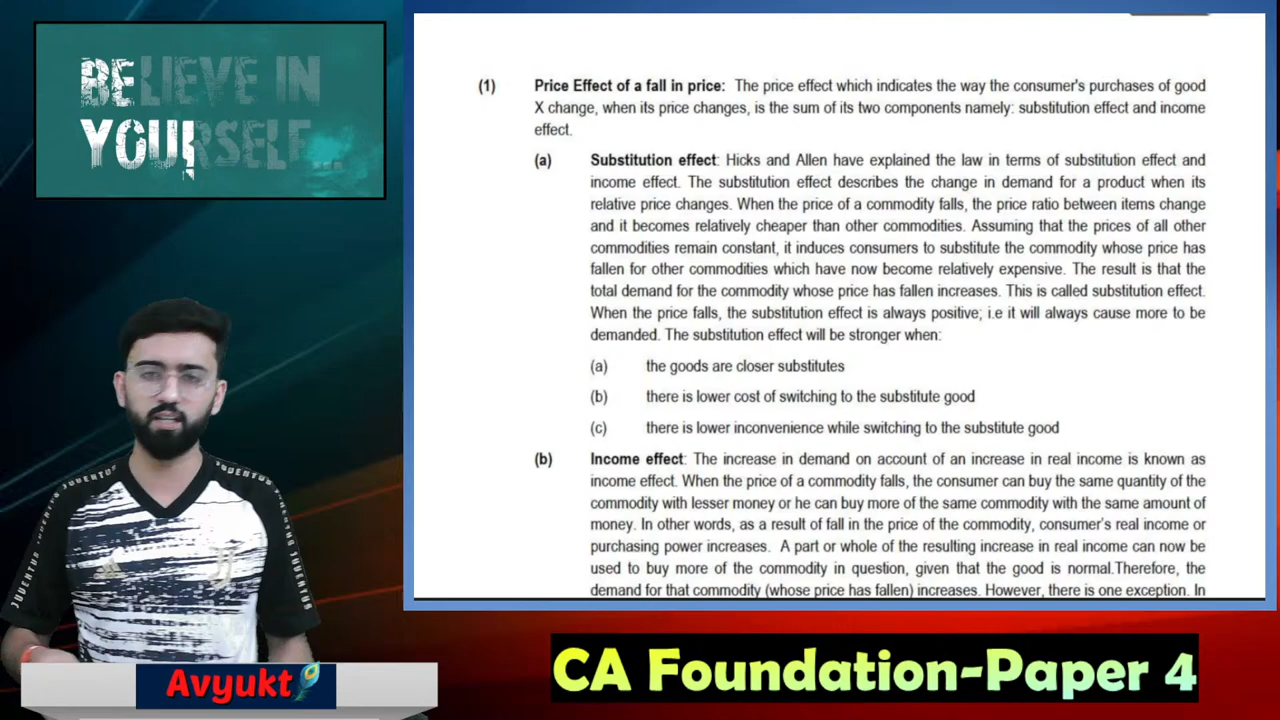 BELIEVE IN
YOURSELF...
(1) Price Effect of a fall in price: The price effect which indicates the way the consumer's purchases of good
X change, when its price changes, is the sum of its two components namely: substitution effect and income
effect.
(a) Substitution effect: Hicks and Allen have explained the law in terms of substitution effect and
income effect. The substitution effect describes the change in demand for a product when its
relative price changes. When the price of a commodity falls, the price ratio between items change
and it becomes relatively cheaper than other commodities. Assuming that the prices of all other
commodities remain constant, it induces consumers to substitute the commodity whose price has
fallen for other commodities which have now become relatively expensive. The result is that the
total demand for the commodity whose price has fallen increases. This is called substitution effect.
When the price falls, the substitution effect is always positive; i.e it will always cause more to be
demanded. The substitution effect will be stronger when:
(a) the goods are closer substitutes
(b) there is lower cost of switching to the substitute good
(c) there is lower inconvenience while switching to the substitute good
(b) Income effect: The increase in demand on account of an increase in real income is known as
income effect. When the price of a commodity falls, the consumer can buy the same quantity of the
commodity with lesser money or he can buy more of the same commodity with the same amount of
money. In other words, as a result of fall in the price of the commodity, consumer's real income or
purchasing power increases. A part or whole of the resulting increase in real income can now be
used to buy more of the commodity in question, given that the good is normal.Therefore, the
demand for that commodity (whose price has fallen) increases. However, there is one exception. In
JUVENTUS
JUVENTUS
JUVENTUS
JUVENTUS
Avyukt
CA Foundation-Paper 4